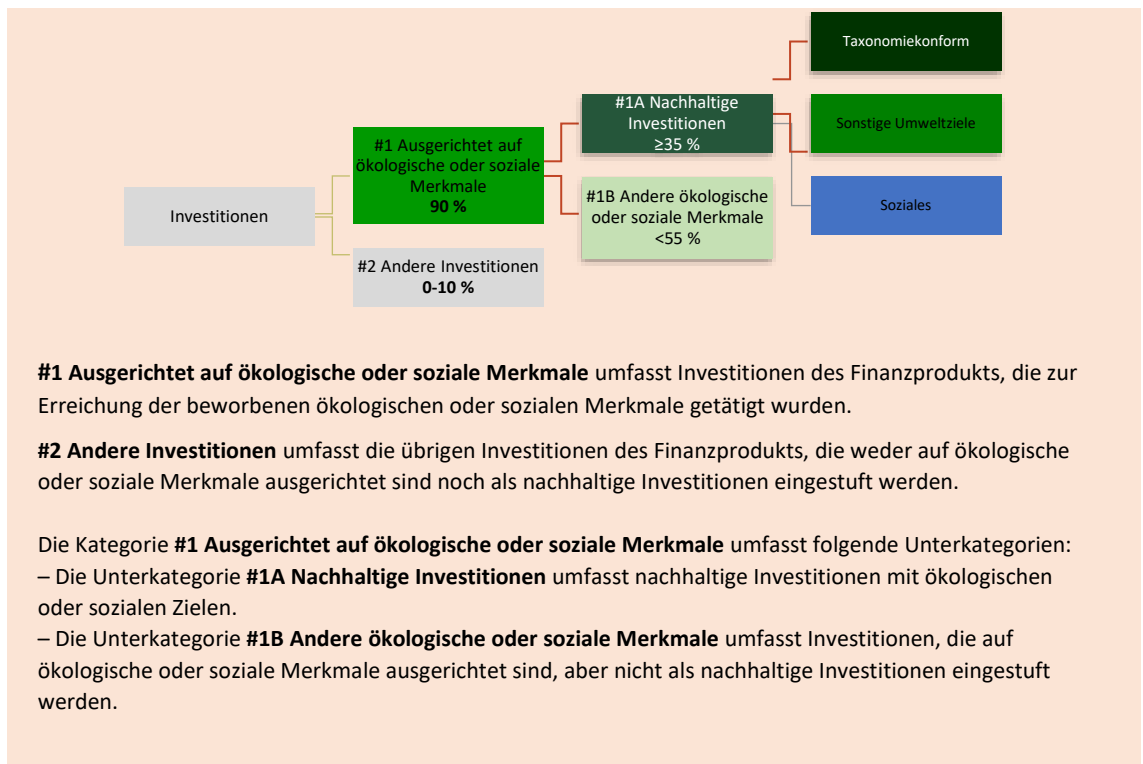 Taxonomiekonform
#1A Nachhaltige
Investitionen
≥35 %
Sonstige Umweltziele
#1 Ausgerichtet auf
ökologische oder soziale
Merkmale
90 %
#1B Andere ökologische
oder soziale Merkmale
<55 %
Soziales
Investitionen
#2 Andere Investitionen
0-10 %
#1 Ausgerichtet auf ökologische oder soziale Merkmale umfasst Investitionen des Finanzprodukts, die zur
Erreichung der beworbenen ökologischen oder sozialen Merkmale getätigt wurden.
#2 Andere Investitionen umfasst die übrigen Investitionen des Finanzprodukts, die weder auf ökologische
oder soziale Merkmale ausgerichtet sind noch als nachhaltige Investitionen eingestuft werden.
Die Kategorie #1 Ausgerichtet auf ökologische oder soziale Merkmale umfasst folgende Unterkategorien:
– Die Unterkategorie #1A Nachhaltige Investitionen umfasst nachhaltige Investitionen mit ökologischen
oder sozialen Zielen.
– Die Unterkategorie #1B Andere ökologische oder soziale Merkmale umfasst Investitionen, die auf
ökologische oder soziale Merkmale ausgerichtet sind, aber nicht als nachhaltige Investitionen eingestuft
werden.